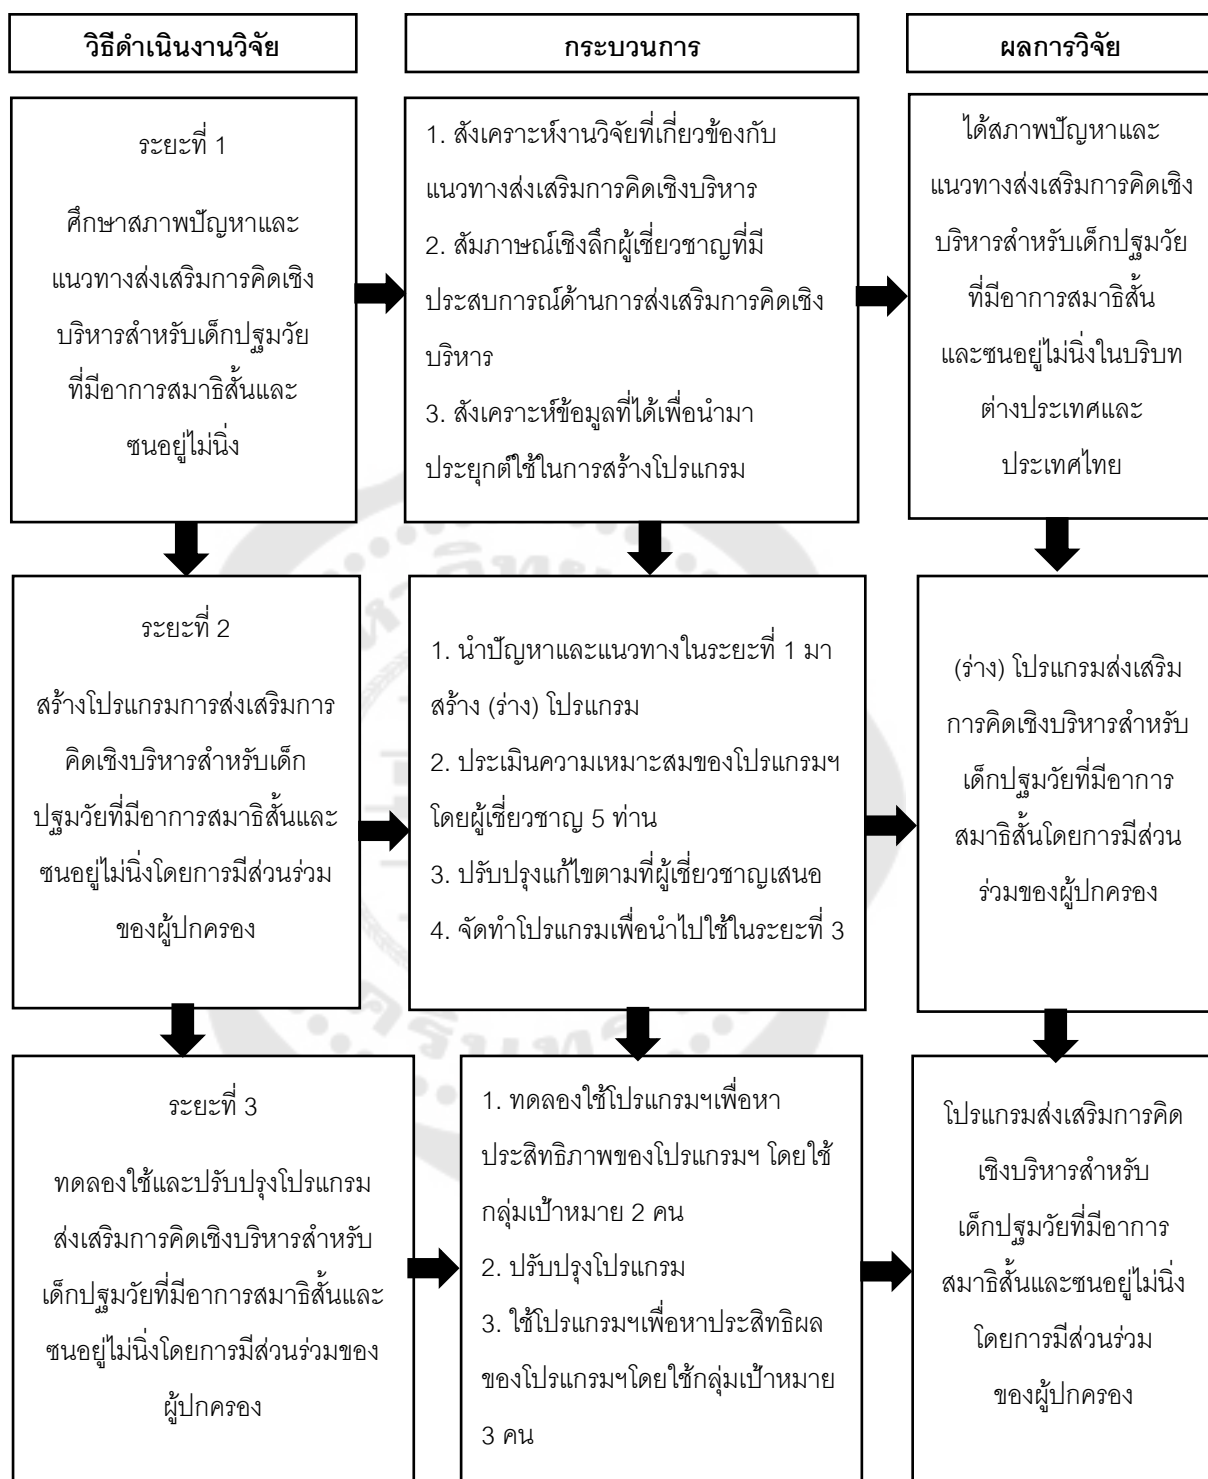 วิธีดำเนินงานวิจัย
กระบวนการ
ผลการวิจัย
ระยะที่ 1
ศึกษาสภาพปัญหาและ
แนวทางส่งเสริมการคิดเชิง
บริหารสำหรับเด็กปฐมวัย
ที่มีอาการสมาธิสั้นและ
ซนอยู่ไม่นิ่ง
1. สังเคราะห์งานวิจัยที่เกี่ยวข้องกับ
แนวทางส่งเสริมการคิดเชิงบริหาร
2. สัมภาษณ์เชิงลึกผู้เชี่ยวชาญที่มี
ประสบการณ์ด้านการส่งเสริมการคิดเชิง
บริหาร
3. สังเคราะห์ข้อมูลที่ได้เพื่อนำมา
ประยุกต์ใช้ในการสร้างโปรแกรม
ได้สภาพปัญหาและ
แนวทางส่งเสริมการคิดเชิง
บริหารสำหรับเด็กปฐมวัย
ที่มีอาการสมาธิสั้น
และซนอยู่ไม่นิ่งในบริบท
ต่างประเทศและ
ประเทศไทย
ระยะที่ 2
สร้างโปรแกรมการส่งเสริมการ
คิดเชิงบริหารสำหรับเด็ก
ปฐมวัยที่มีอาการสมาธิสั้นและ
ซนอยู่ไม่นิ่งโดยการมีส่วนร่วม
ของผู้ปกครอง
1. นำปัญหาและแนวทางในระยะที่ 1 มา
สร้าง (ร่าง) โปรแกรม
2. ประเมินความเหมาะสมของโปรแกรมฯ
โดยผู้เชี่ยวชาญ 5 ท่าน
3. ปรับปรุงแก้ไขตามที่ผู้เชี่ยวชาญเสนอ
4. จัดทำโปรแกรมเพื่อนำไปใช้ในระยะที่ 3
(ร่าง) โปรแกรมส่งเสริม
การคิดเชิงบริหารสำหรับ
เด็กปฐมวัยที่มีอาการ
สมาธิสั้นโดยการมีส่วน
ร่วมของผู้ปกครอง
ระยะที่ 3
ทดลองใช้และปรับปรุงโปรแกรม
ส่งเสริมการคิดเชิงบริหารสำหรับ
เด็กปฐมวัยที่มีอาการสมาธิสั้นและ
ซนอยู่ไม่นิ่งโดยการมีส่วนร่วมของ
ผู้ปกครอง
1. ทดลองใช้โปรแกรมฯเพื่อหา
ประสิทธิภาพของโปรแกรมฯ โดยใช้
กลุ่มเป้าหมาย 2 คน
2. ปรับปรุงโปรแกรม
3. ใช้โปรแกรมฯเพื่อหาประสิทธิผล
ของโปรแกรมฯโดยใช้กลุ่มเป้าหมาย
3 คน
โปรแกรมส่งเสริมการคิด
เชิงบริหารสำหรับ
เด็กปฐมวัยที่มีอาการ
สมาธิสั้นและซนอยู่ไม่นิ่ง
โดยการมีส่วนร่วม
ของผู้ปกครอง